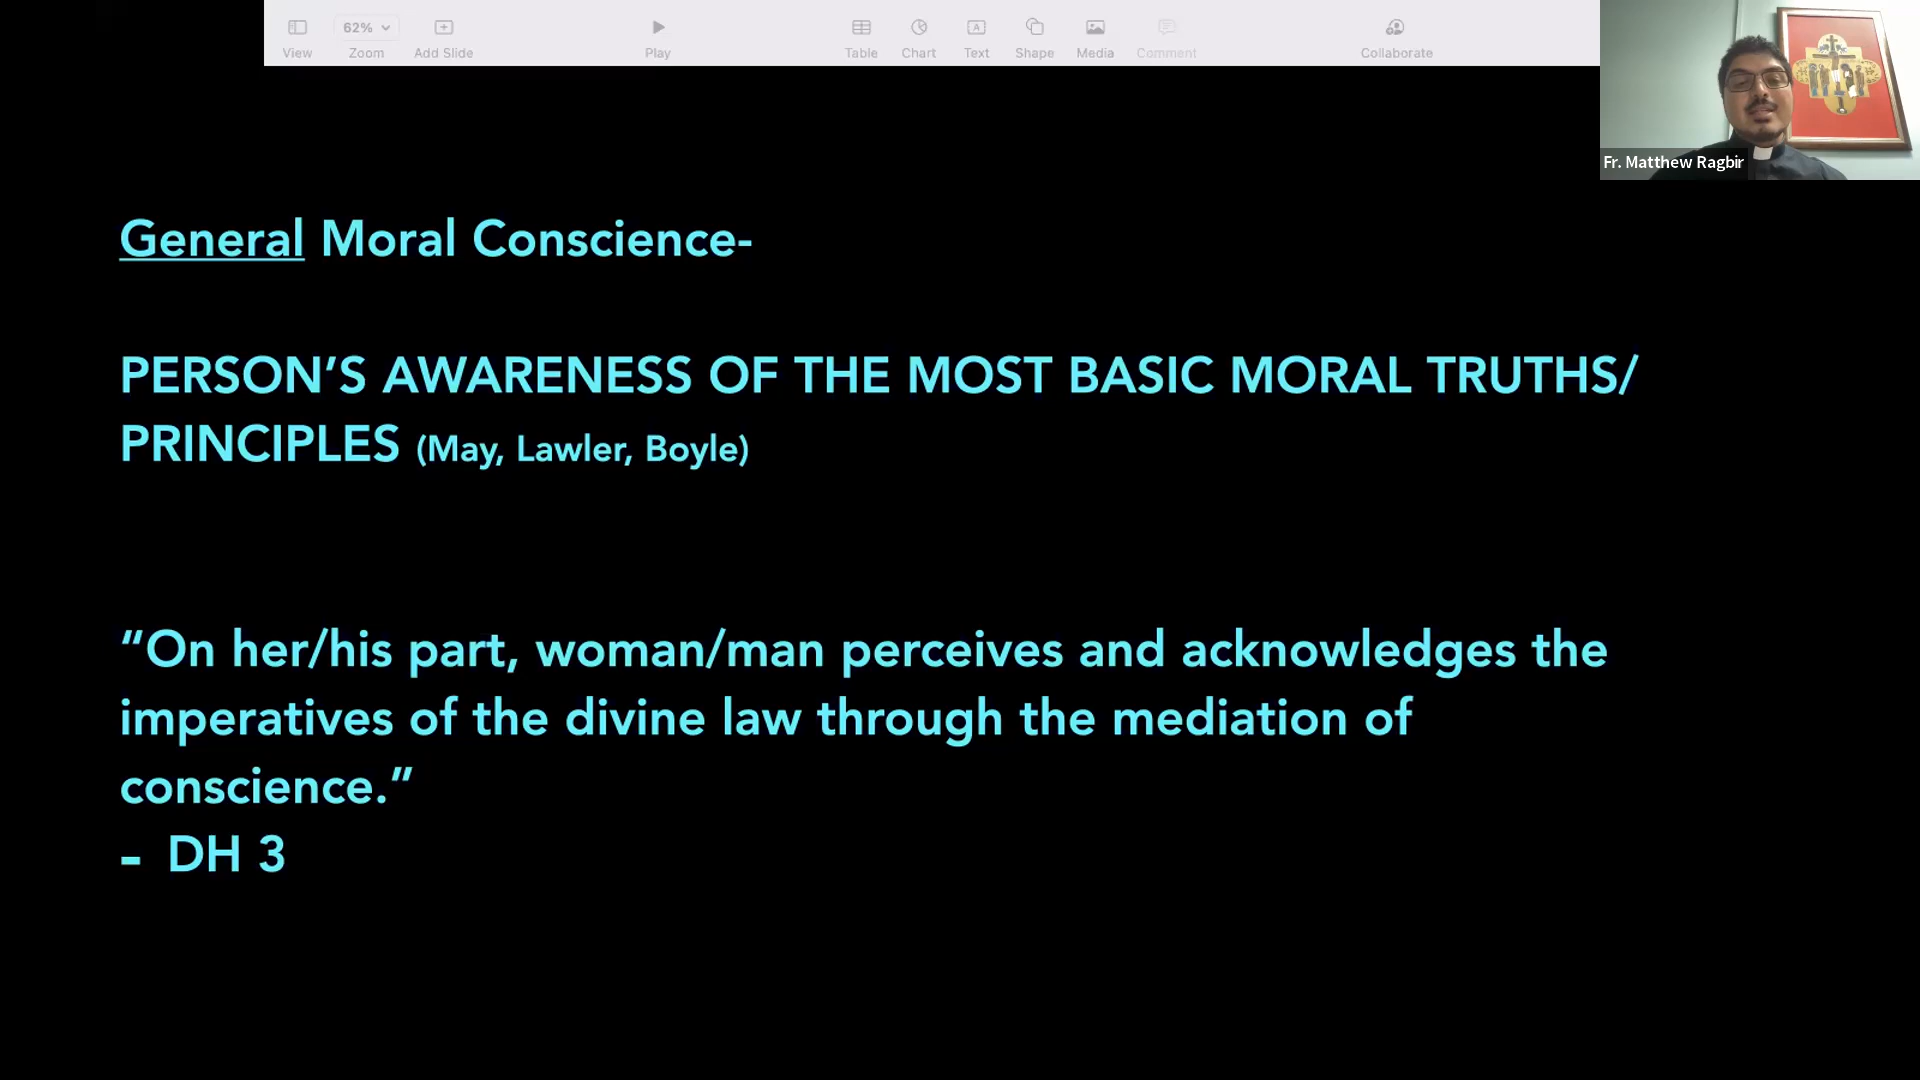 View
62%
Zoom
Add Slide
Play
Table
Chart
Text
Shape
Media
Comment
Collaborate
Fr. Matthew Ragbir
General Moral Conscience-
PERSON’S AWARENESS OF THE MOST BASIC MORAL TRUTHS/
PRINCIPLES (May, Lawler, Boyle)
“On her/his part, woman/man perceives and acknowledges the
imperatives of the divine law through the mediation of
conscience.”
- DH 3